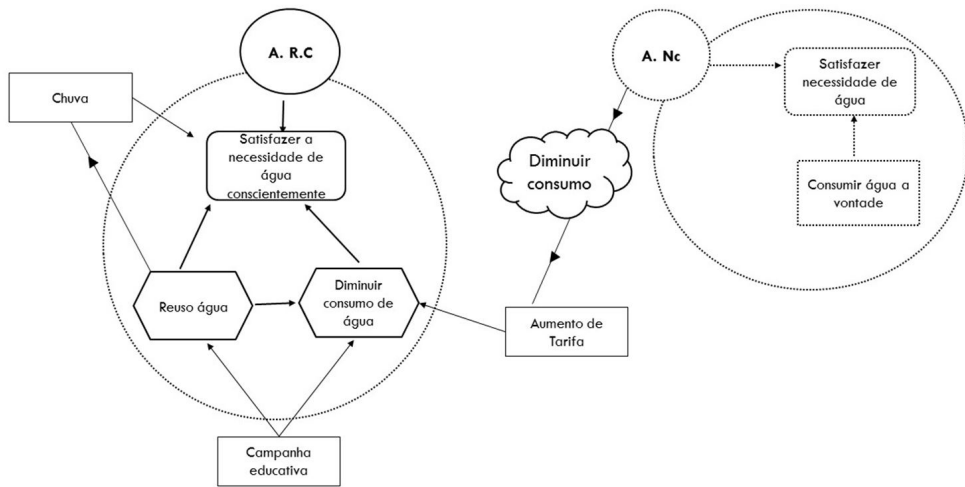 A. R.C
A. Nc
Chuva
Satisfazer a
necessidade de
água
conscientemente
Satisfazer
necessidade de
água
Diminuir
consumo
Consumir água a
vontade
Reuso água
Diminuir
consumo de
água
Aumento de
Tarifa
Campanha
educativa